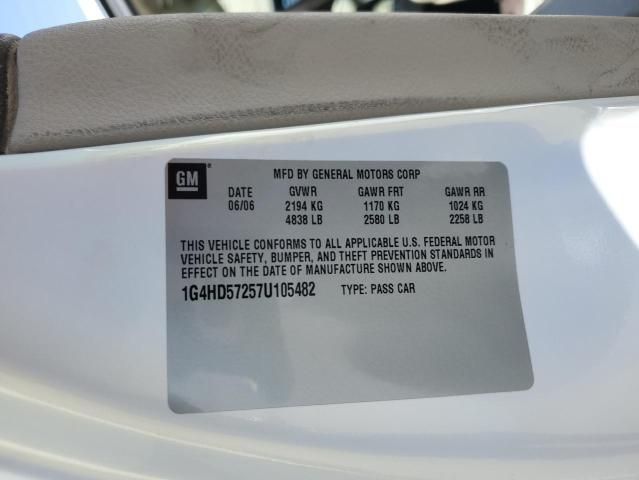 GM
MFD BY GENERAL MOTORS CORP
DATE GVWR GAWR FRT GAWR RR
06/06 2194 KG 1170 KG 1024 KG
4838 LB 2580 LB 2258 LB
THIS VEHICLE CONFORMS TO ALL APPLICABLE U.S. FEDERAL MOTOR
VEHICLE SAFETY, BUMPER, AND THEFT PREVENTION STANDARDS IN
EFFECT ON THE DATE OF MANUFACTURE SHOWN ABOVE.
1G4HD57257U105482 TYPE: PASS CAR